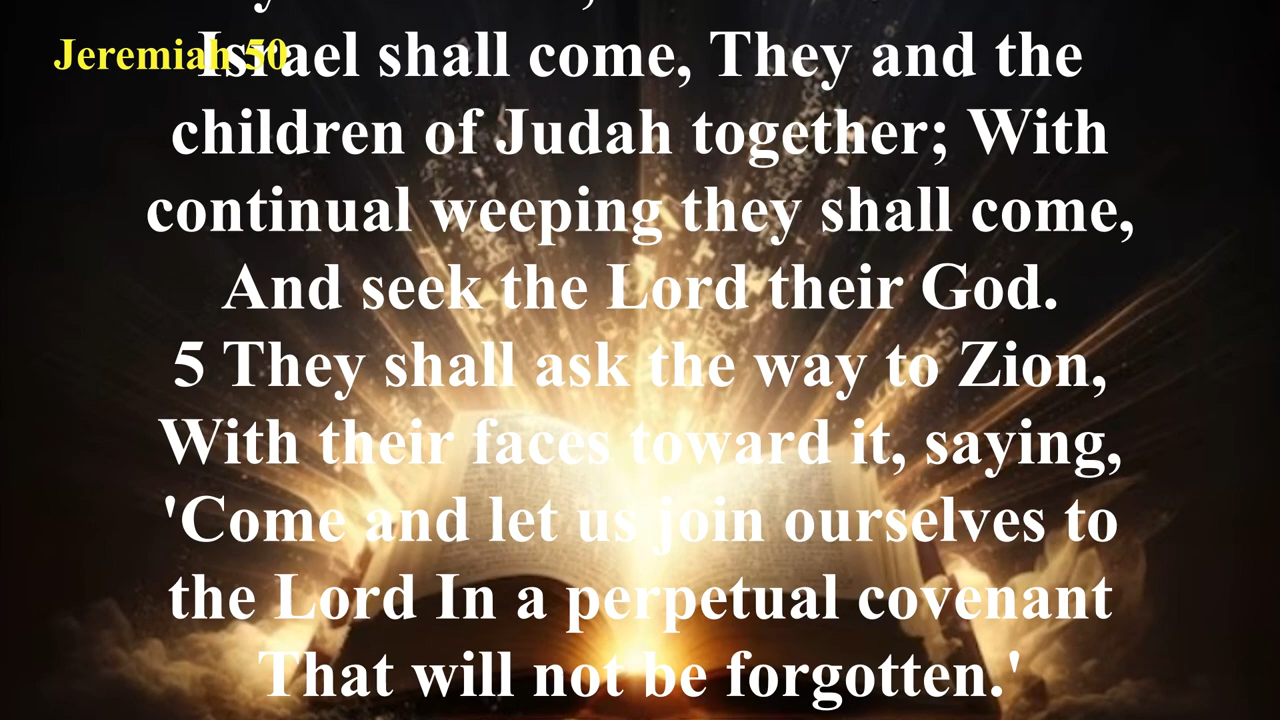 Jeremiah 50
Israel shall come, They and the
children of Judah together; With
continual weeping they shall come,
And seek the Lord their God.
5 They shall ask the way to Zion,
With their faces toward it, saying,
'Come and let us join ourselves to
the Lord In a perpetual covenant
That will not be forgotten.'